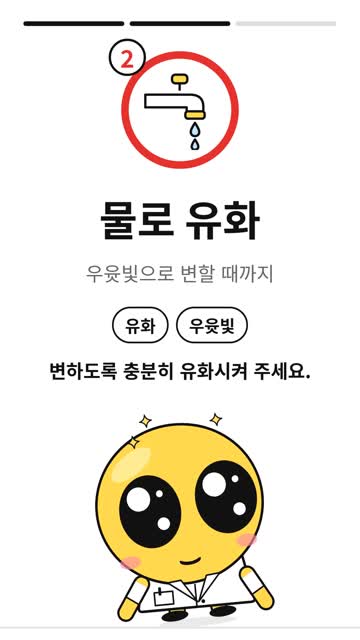 2
물로 유화
우윳빛으로 변할 때까지
유화 우윳빛
변하도록 충분히 유화시켜 주세요.